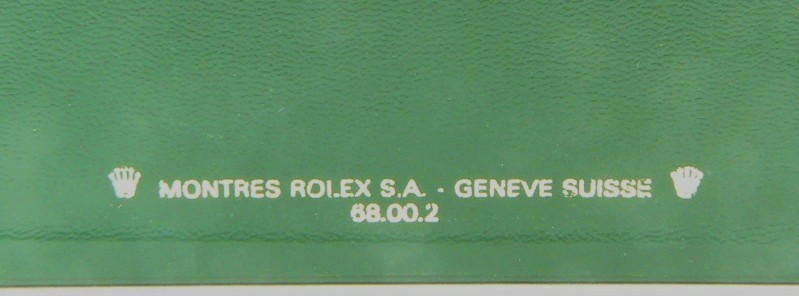 MONTRES ROLEX S.A. · GENEVE SUISSE
68.00.2